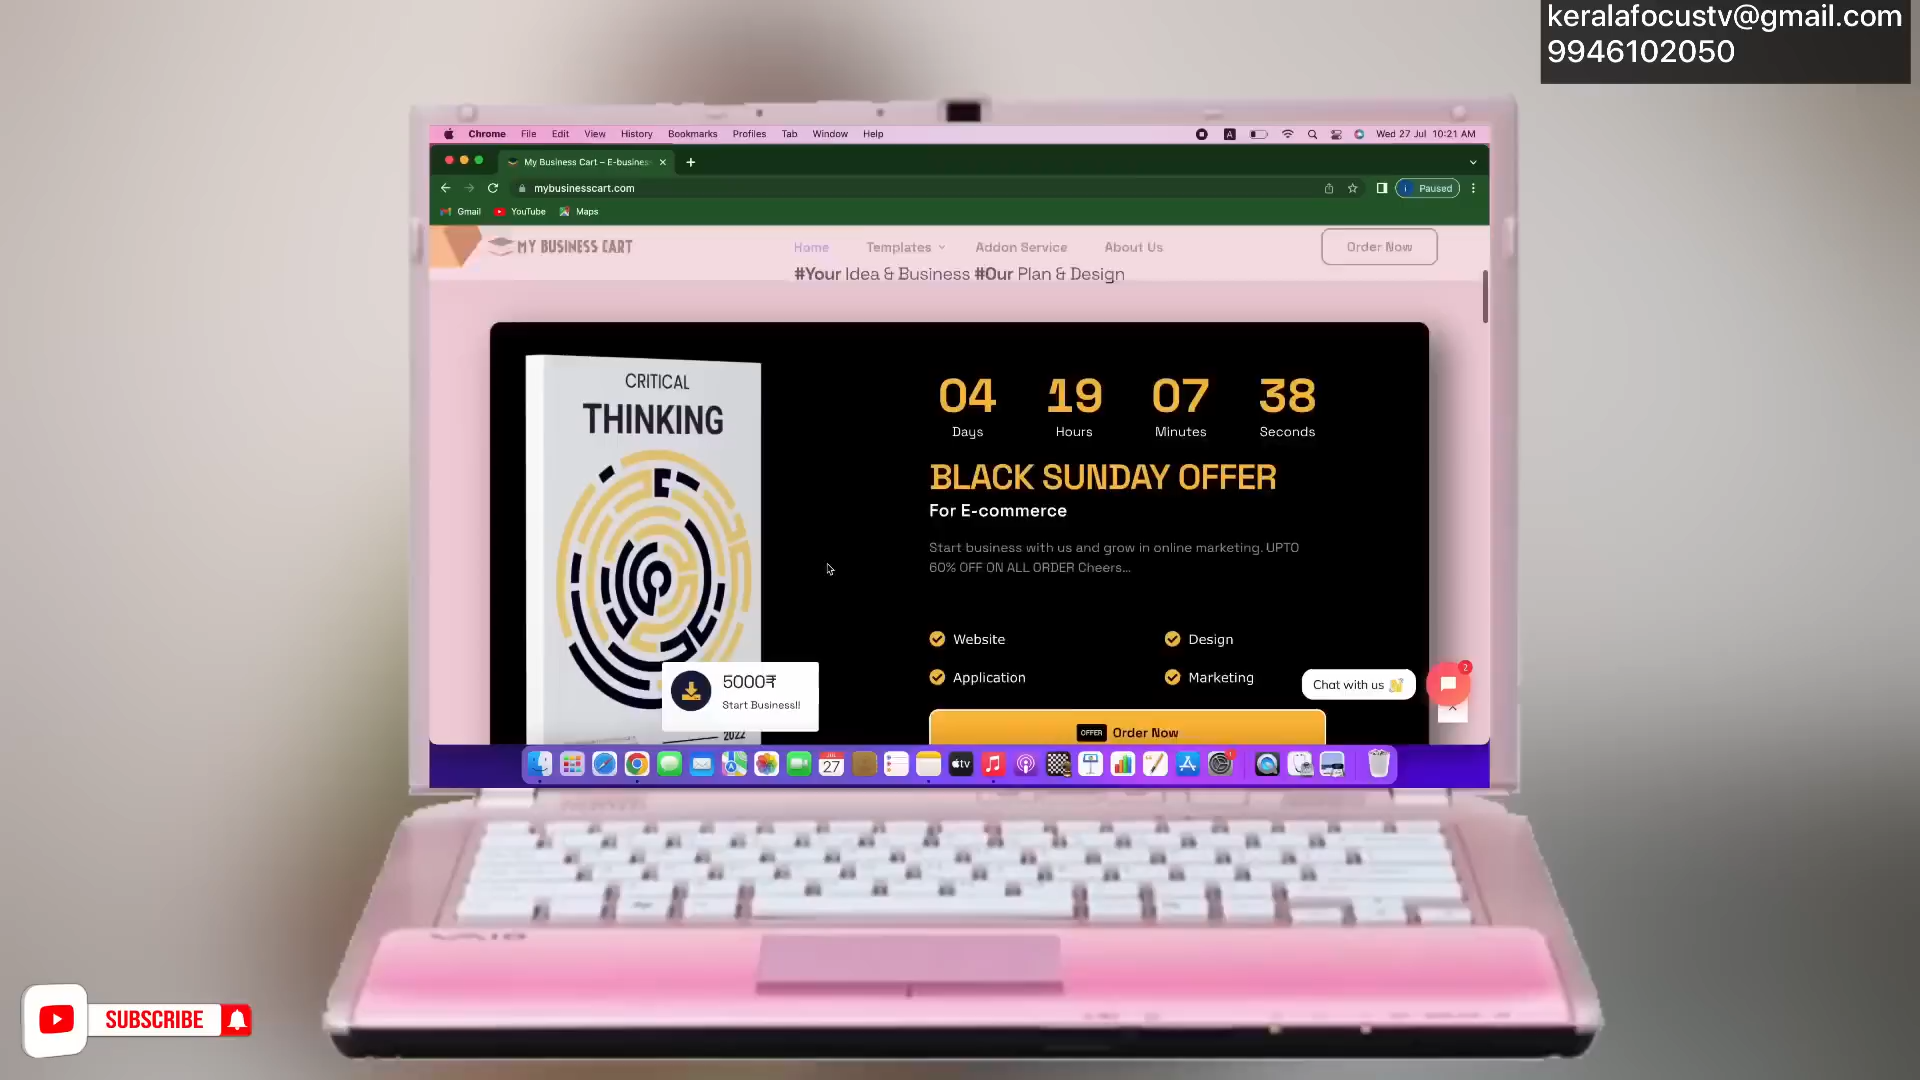 keralafocustv@gmail.com
9946102050
Chrome File Edit View History Bookmarks Profiles Tab Window Help
A
Wed 27 Jul 10:21 AM
My Business Cart – E-busines
mybusinesscart.com
Paused
Gmail YouTube Maps
MY BUSINESS CART
Home Templates Addon Service About Us Order Now
#Your Idea & Business #Our Plan & Design
CRITICAL
THINKING
2022
04 19 07 38
Days Hours Minutes Seconds
BLACK SUNDAY OFFER
For E-commerce
Start business with us and grow in online marketing. UPTO
60% OFF ON ALL ORDER Cheers...
Website Design
Application Marketing
5000₹
Start Business!!
Chat with us 👋
2
OFFER Order Now
JUL
27
tv
VAIO
SUBSCRIBE